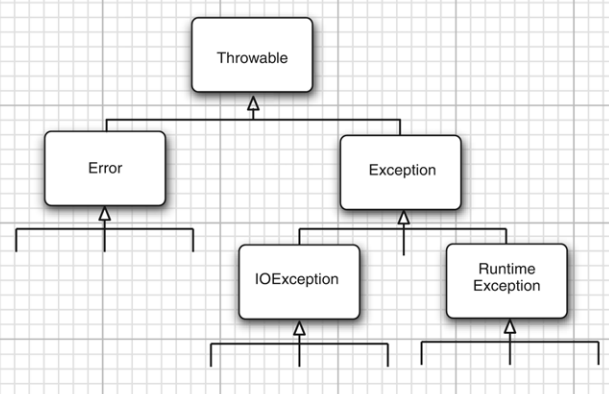 Throwable
Error
Exception
IOException
Runtime
Exception